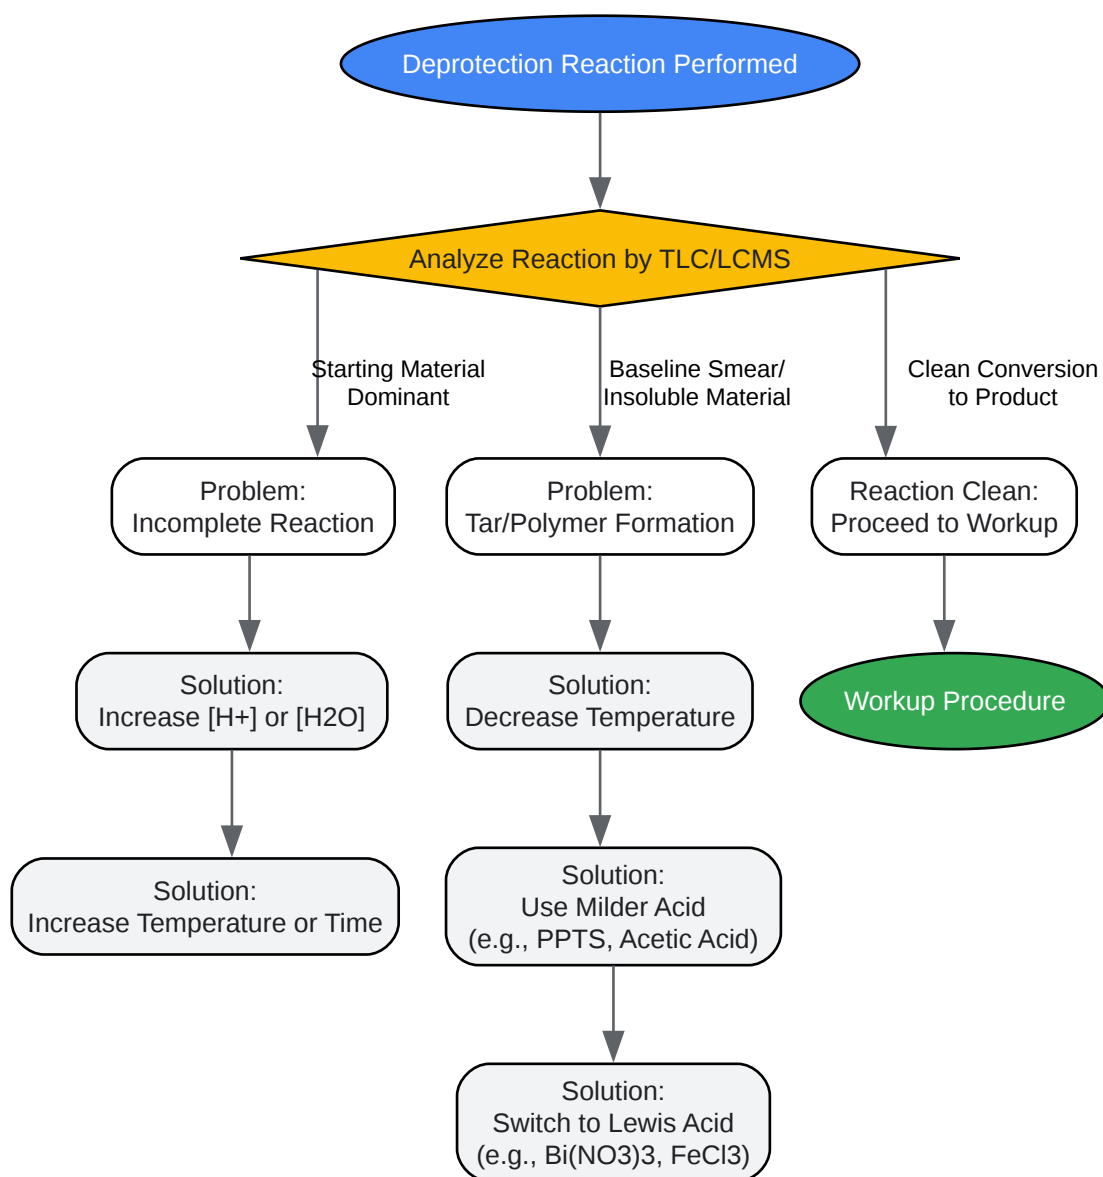 Deprotection Reaction Performed
Analyze Reaction by TLC/LCMS
Starting Material
Dominant
Baseline Smear/
Insoluble Material
Clean Conversion
to Product
Problem:
Incomplete Reaction
Problem:
Tar/Polymer Formation
Reaction Clean:
Proceed to Workup
Solution:
Increase [H+] or [H2O]
Solution:
Decrease Temperature
Workup Procedure
Solution:
Increase Temperature or Time
Solution:
Use Milder Acid
(e.g., PPTS, Acetic Acid)
Solution:
Switch to Lewis Acid
(e.g., Bi(NO3)3, FeCl3)